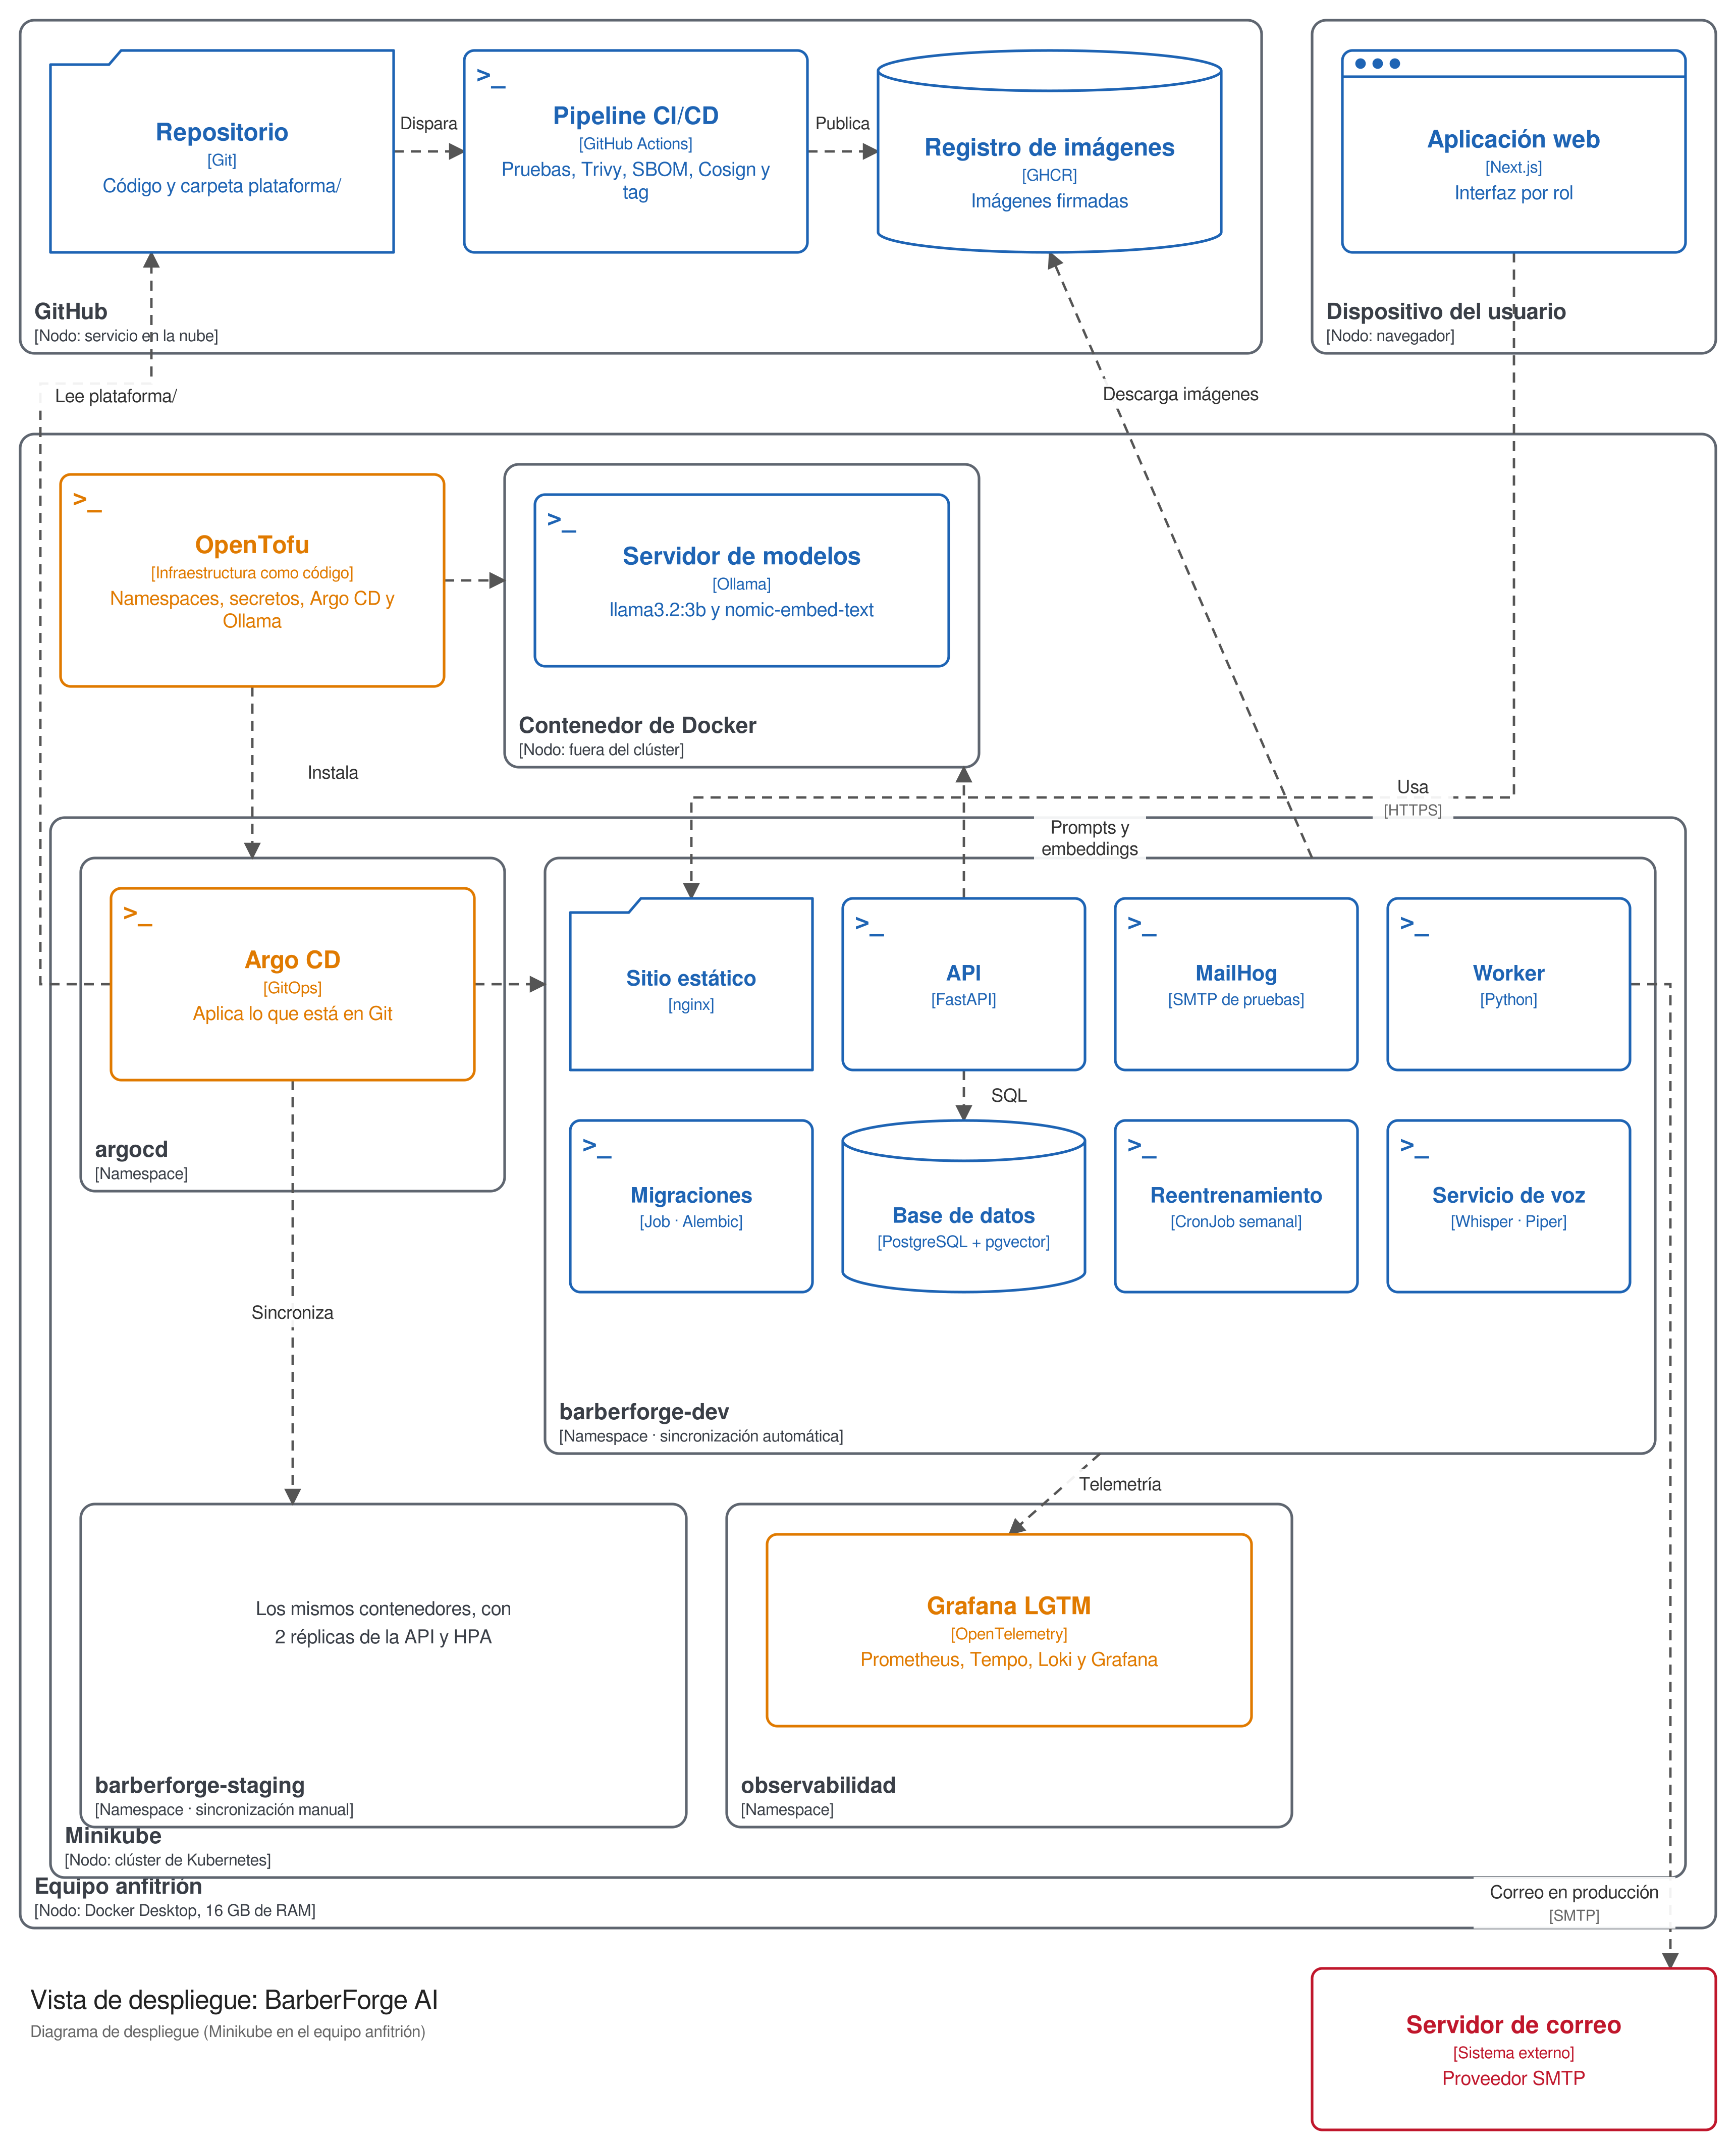 >_
Repositorio
[Git]
Código y carpeta plataforma/
Dispara
Pipeline CI/CD
[GitHub Actions]
Pruebas, Trivy, SBOM, Cosign y
tag
Publica
Registro de imágenes
[GHCR]
Imágenes firmadas
GitHub
[Nodo: servicio en la nube]
Aplicación web
[Next.js]
Interfaz por rol
Dispositivo del usuario
[Nodo: navegador]
Lee plataforma/
Descarga imágenes
>_
OpenTofu
[Infraestructura como código]
Namespaces, secretos, Argo CD y
Ollama
>_
Servidor de modelos
[Ollama]
llama3.2:3b y nomic-embed-text
Contenedor de Docker
[Nodo: fuera del clúster]
Instala
Usa
[HTTPS]
Prompts y
embeddings
>_
Argo CD
[GitOps]
Aplica lo que está en Git
argocd
[Namespace]
Sitio estático
[nginx]
>_
API
[FastAPI]
>_
MailHog
[SMTP de pruebas]
>_
Worker
[Python]
SQL
>_
Migraciones
[Job · Alembic]
Base de datos
[PostgreSQL + pgvector]
>_
Reentrenamiento
[CronJob semanal]
>_
Servicio de voz
[Whisper · Piper]
Sincroniza
barberforge-dev
[Namespace · sincronización automática]
Telemetría
Los mismos contenedores, con
2 réplicas de la API y HPA
barberforge-staging
[Namespace · sincronización manual]
Grafana LGTM
[OpenTelemetry]
Prometheus, Tempo, Loki y Grafana
observabilidad
[Namespace]
Minikube
[Nodo: clúster de Kubernetes]
Equipo anfitrión
[Nodo: Docker Desktop, 16 GB de RAM]
Correo en producción
[SMTP]
Vista de despliegue: BarberForge AI
Diagrama de despliegue (Minikube en el equipo anfitrión)
Servidor de correo
[Sistema externo]
Proveedor SMTP